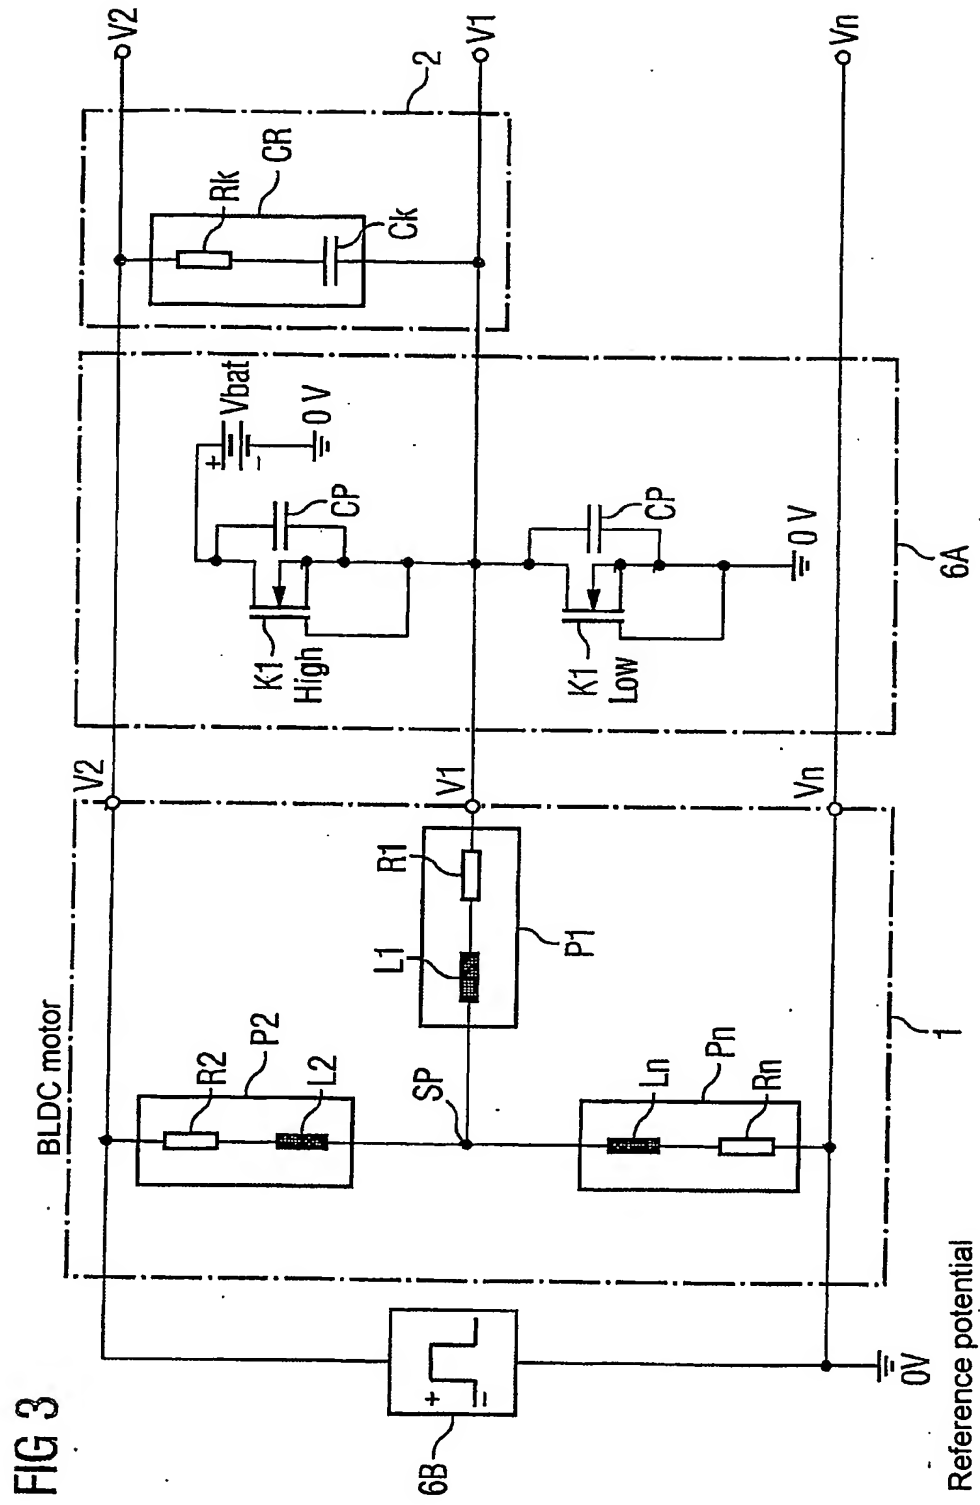 FIG 3
BLDC motor
V2
V2
R2
P2
L2
SP
L1
R1
P1
V1
V1
Ln
Pn
Rn
Vn
Vn
1
6B
+
−
0V
Reference potential
K1
High
CP
+
−
Vbat
0 V
K1
Low
CP
0 V
6A
Rk
CR
Ck
2